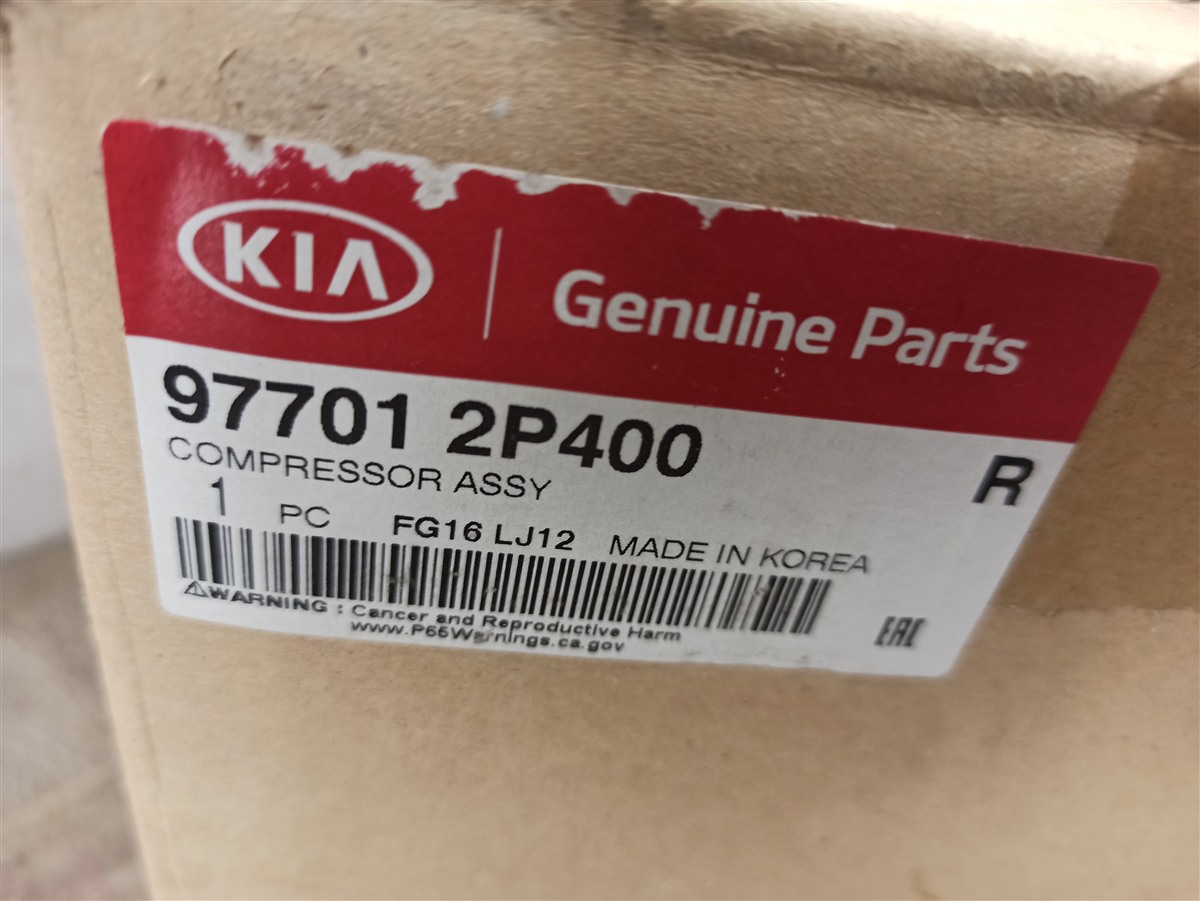 KIA Genuine Parts
97701 2P400
R
COMPRESSOR ASSY
1 PC FG16 LJ12 MADE IN KOREA
⚠WARNING : Cancer and Reproductive Harm
www.P65Warnings.ca.gov
EAC